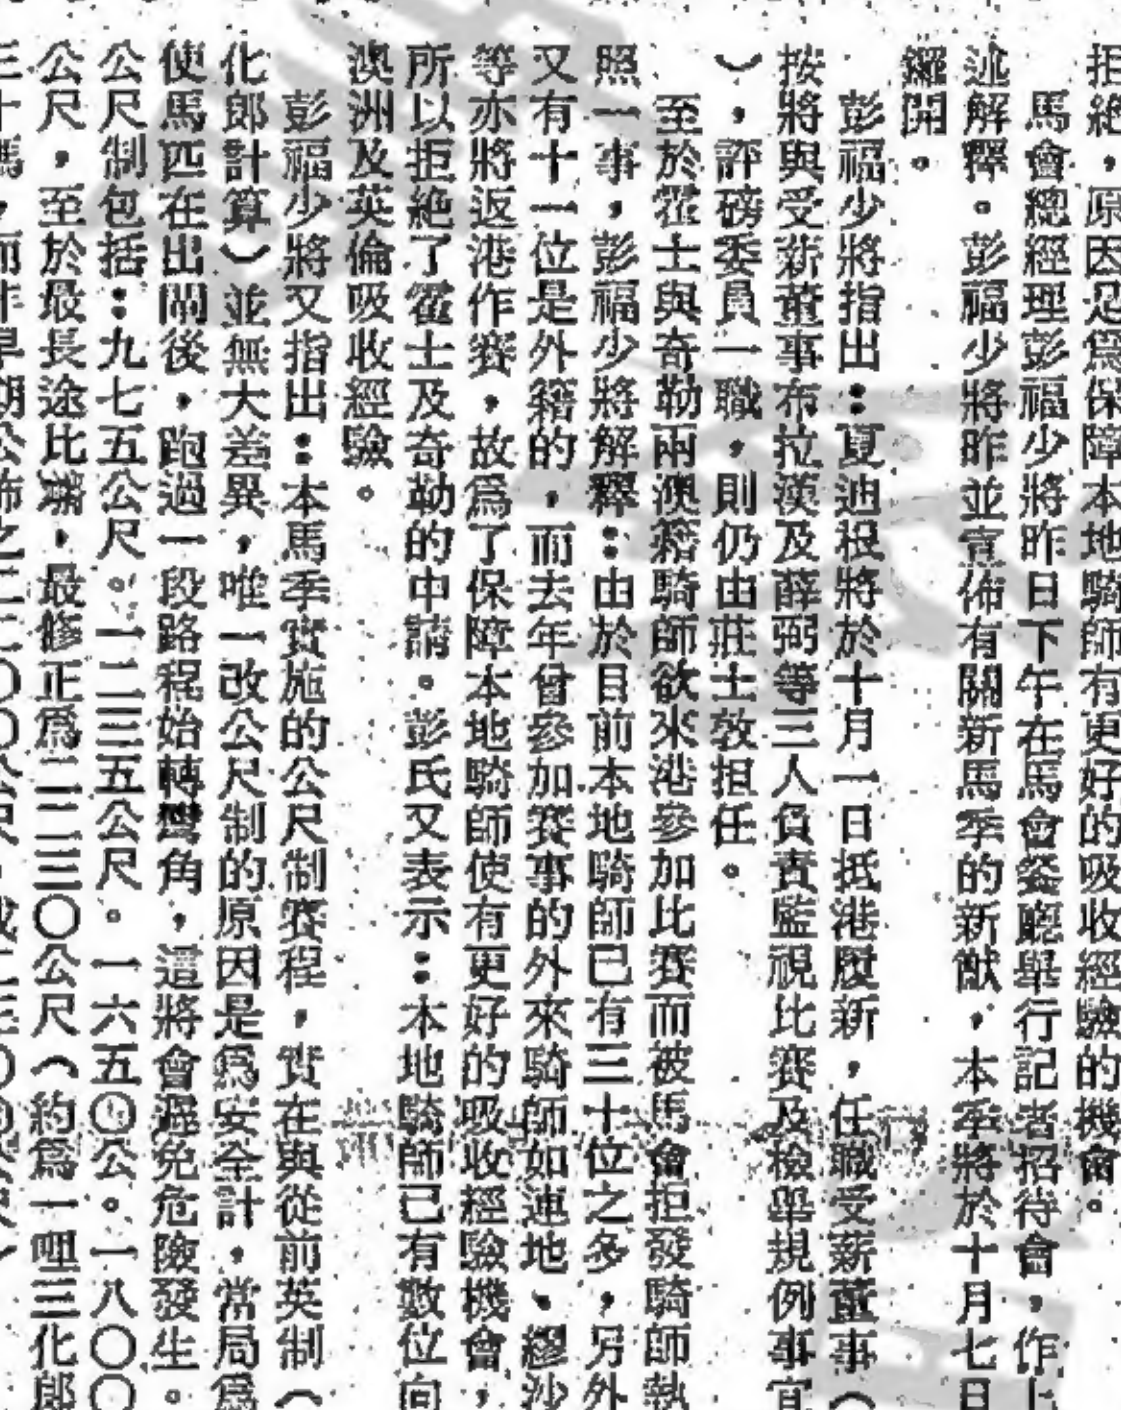 拒絶，原因是爲保障本地騎師有更好的吸收經驗的機會。
馬會總經理彭福少將昨日下午在馬會餐廳舉行記者招待會，作上
述解釋。彭福少將昨並宣佈有關新馬季的新猷，本季將於十月七日
鑼開。
彭福少將指出：夏迪根將於十月一日抵港履新，任職受薪董事（
按將與受薪董事布拉漢及薛弼等三人負責監視比賽及檢舉規例事宜
），評磅委員一職，則仍由莊士敦担任。
至於霍士與奇勒兩澳籍騎師欲來港參加比賽而被馬會拒發騎師執
照一事，彭福少將解釋：由於目前本地騎師已有三十位之多，另外
又有十一位是外籍的，而去年曾參加賽事的外來騎師如連地、繆沙
等亦將返港作賽，故爲了保障本地騎師使有更好的吸收經驗機會，
所以拒絶了霍士及奇勒的申請。彭氏又表示：本地騎師已有數位向
澳洲及英倫吸收經驗。
彭福少將又指出：本馬季實施的公尺制賽程，實在與從前英制（
化郎計算）並無大差異，唯一改公尺制的原因是爲安全計，當局爲
使馬匹在出閘後，跑過一段路程始轉彎角，這將會避免危險發生。
公尺制包括：九七五公尺。一二三五公尺。一六五〇公。一八〇〇
公尺，至於最長途比賽，最修正爲二二三〇公尺（約爲一哩三化郎